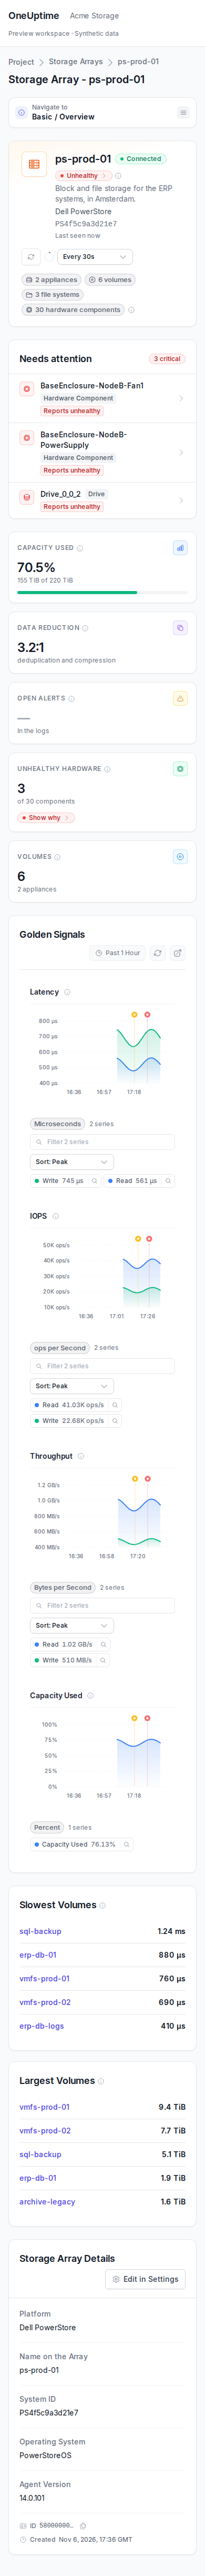 OneUptime Acme Storage
Preview workspace · Synthetic data
Project > Storage Arrays > ps-prod-01
Storage Array - ps-prod-01
Navigate to
Basic / Overview
ps-prod-01 Connected
Unhealthy
Block and file storage for the ERP
systems, in Amsterdam.
Dell PowerStore
PS4f5c9a3d21e7
Last seen now
Every 30s
2 appliances 6 volumes
3 file systems
30 hardware components
Needs attention 3 critical
BaseEnclosure-NodeB-Fan1
Hardware Component
Reports unhealthy
BaseEnclosure-NodeB-
PowerSupply
Hardware Component
Reports unhealthy
Drive_0_0_2 Drive
Reports unhealthy
CAPACITY USED
70.5%
155 TiB of 220 TiB
DATA REDUCTION
3.2:1
deduplication and compression
OPEN ALERTS
—
In the logs
UNHEALTHY HARDWARE
3
of 30 components
Show why
VOLUMES
6
2 appliances
Golden Signals
Past 1 Hour
Latency
800 µs
700 µs
600 µs
500 µs
400 µs
16:36 16:57 17:18
Microseconds 2 series
Filter 2 series
Sort: Peak
Write 745 µs Read 561 µs
IOPS
50K ops/s
40K ops/s
30K ops/s
20K ops/s
10K ops/s
16:36 17:01 17:26
ops per Second 2 series
Filter 2 series
Sort: Peak
Read 41.03K ops/s
Write 22.68K ops/s
Throughput
1.2 GB/s
1.0 GB/s
800 MB/s
600 MB/s
400 MB/s
16:36 16:58 17:20
Bytes per Second 2 series
Filter 2 series
Sort: Peak
Read 1.02 GB/s
Write 510 MB/s
Capacity Used
100%
75%
50%
25%
0%
16:36 16:57 17:18
Percent 1 series
Capacity Used 76.13%
Slowest Volumes
sql-backup 1.24 ms
erp-db-01 880 µs
vmfs-prod-01 760 µs
vmfs-prod-02 690 µs
erp-db-logs 410 µs
Largest Volumes
vmfs-prod-01 9.4 TiB
vmfs-prod-02 7.7 TiB
sql-backup 5.1 TiB
erp-db-01 1.9 TiB
archive-legacy 1.6 TiB
Storage Array Details
Edit in Settings
Platform
Dell PowerStore
Name on the Array
ps-prod-01
System ID
PS4f5c9a3d21e7
Operating System
PowerStoreOS
Agent Version
14.0.101
ID 58000000…
Created Nov 6, 2026, 17:36 GMT